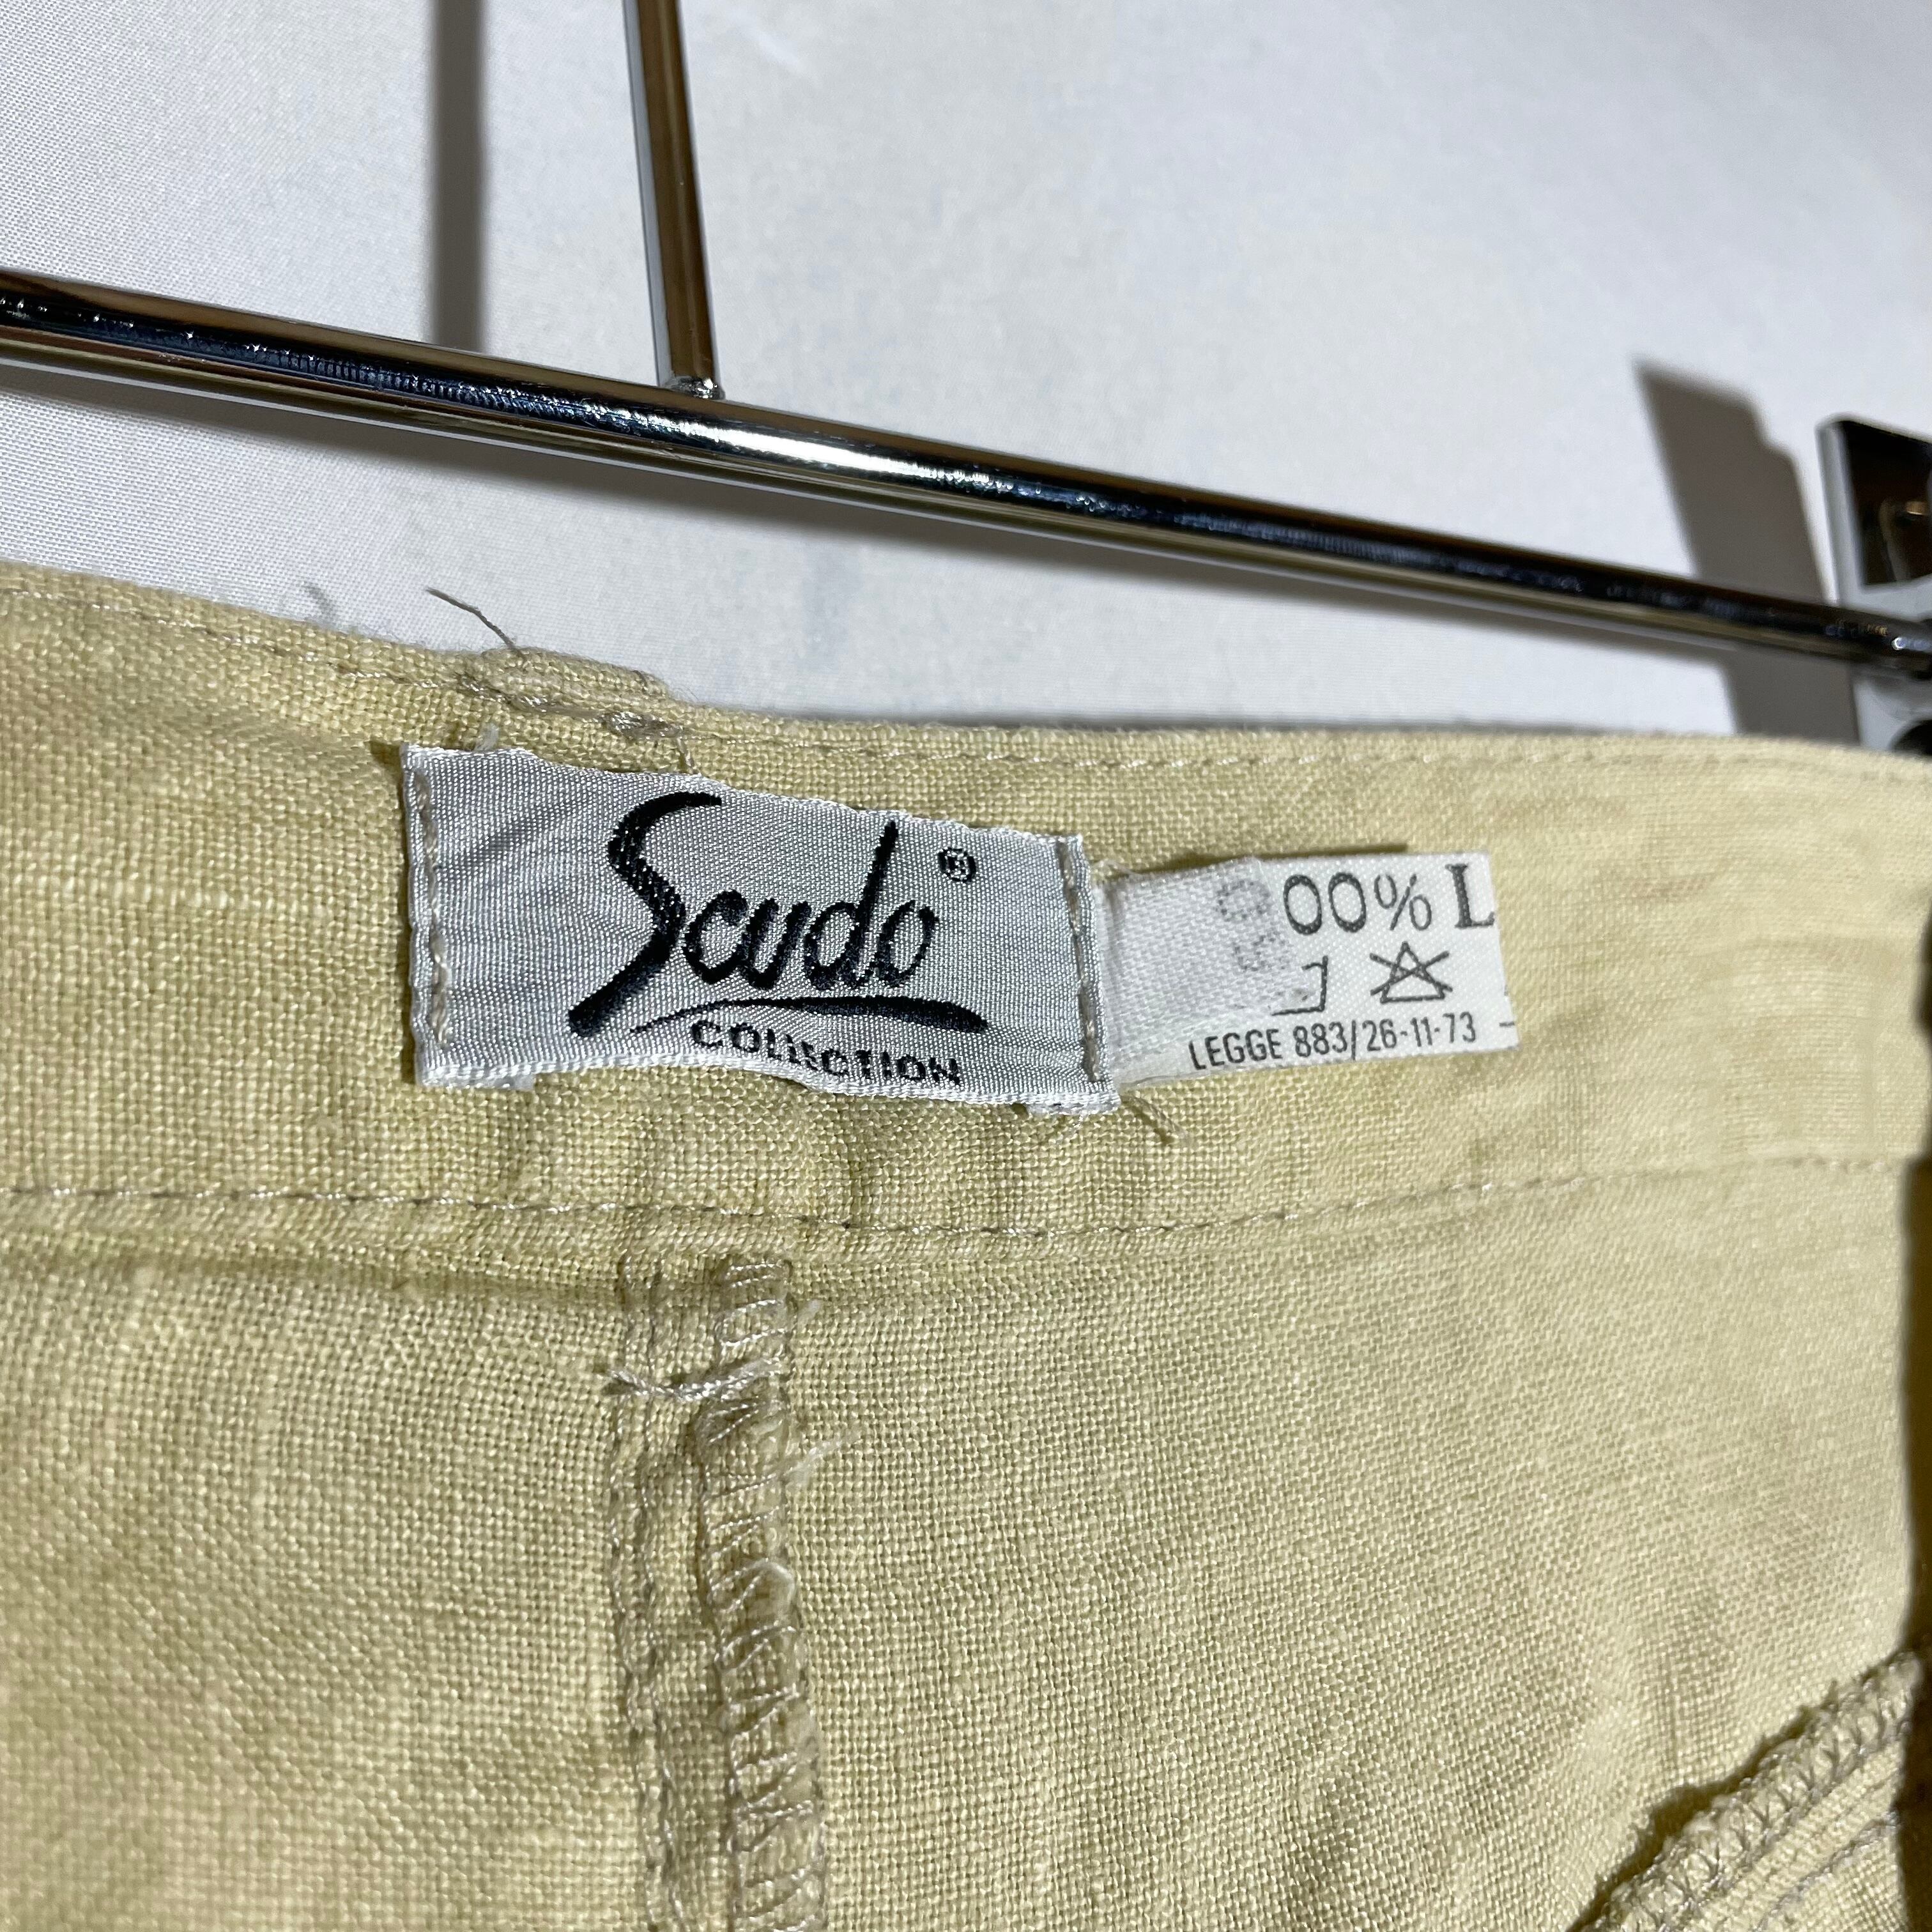 Scudo ®
COLLECTION
00% L
LEGGE 883/26-11-73 -